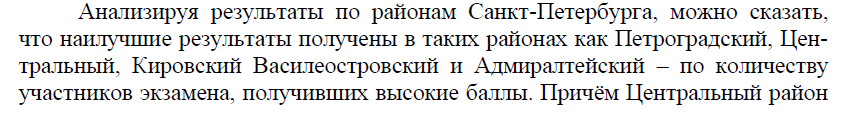 Анализируя результаты по районам Санкт-Петербурга, можно сказать,
что наилучшие результаты получены в таких районах как Петроградский, Цен-
тральный, Кировский Василеостровский и Адмиралтейский – по количеству
участников экзамена, получивших высокие баллы. Причём Центральный район